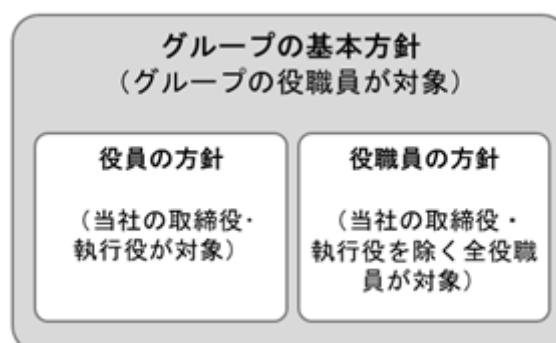 グループの基本方針
（グループの役職員が対象）
役員の方針
（当社の取締役・
執行役が対象）
役職員の方針
（当社の取締役・
執行役を除く全役職
員が対象）